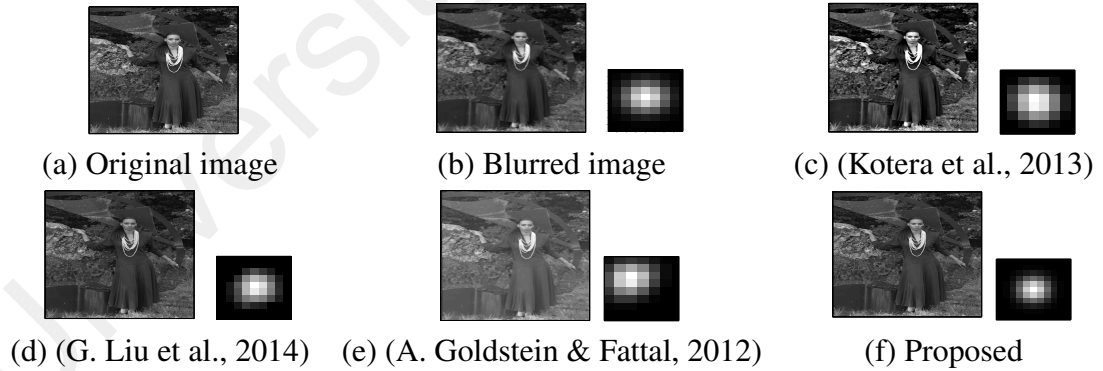 (a) Original image
(b) Blurred image
(c) (Kotera et al., 2013)
(d) (G. Liu et al., 2014)
(e) (A. Goldstein & Fattal, 2012)
(f) Proposed